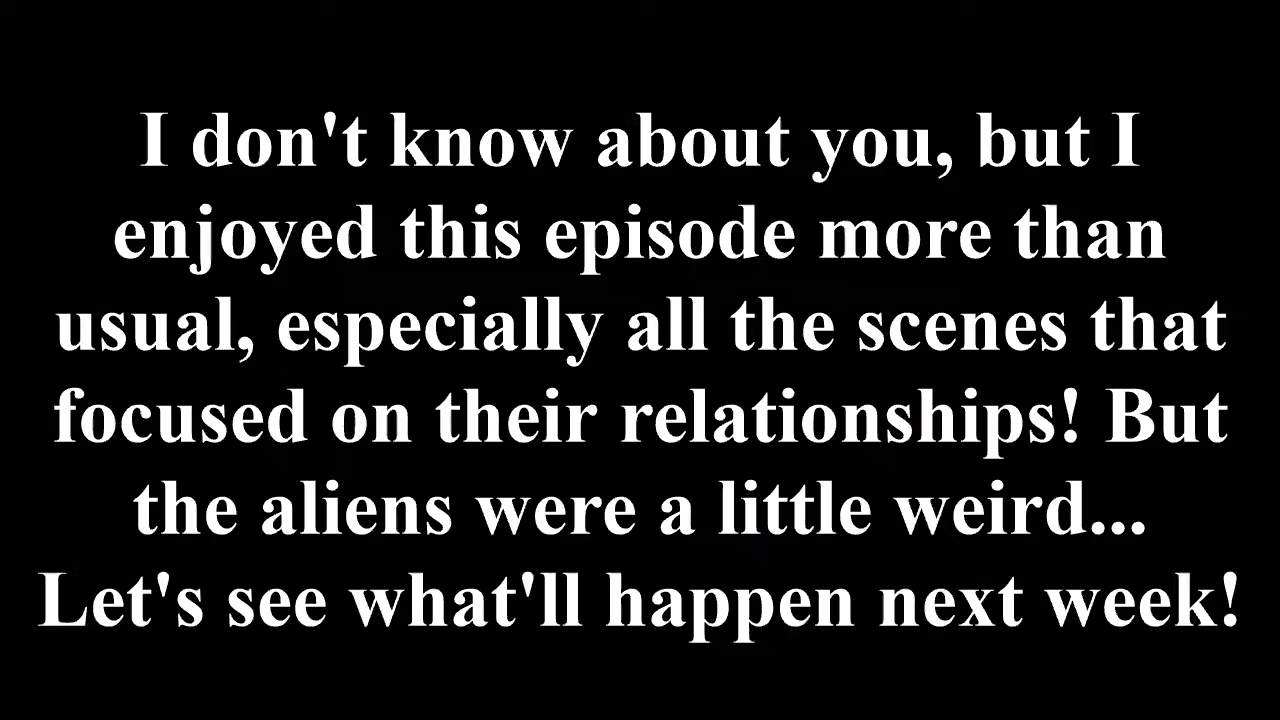 I don't know about you, but I
enjoyed this episode more than
usual, especially all the scenes that
focused on their relationships! But
the aliens were a little weird...
Let's see what'll happen next week!